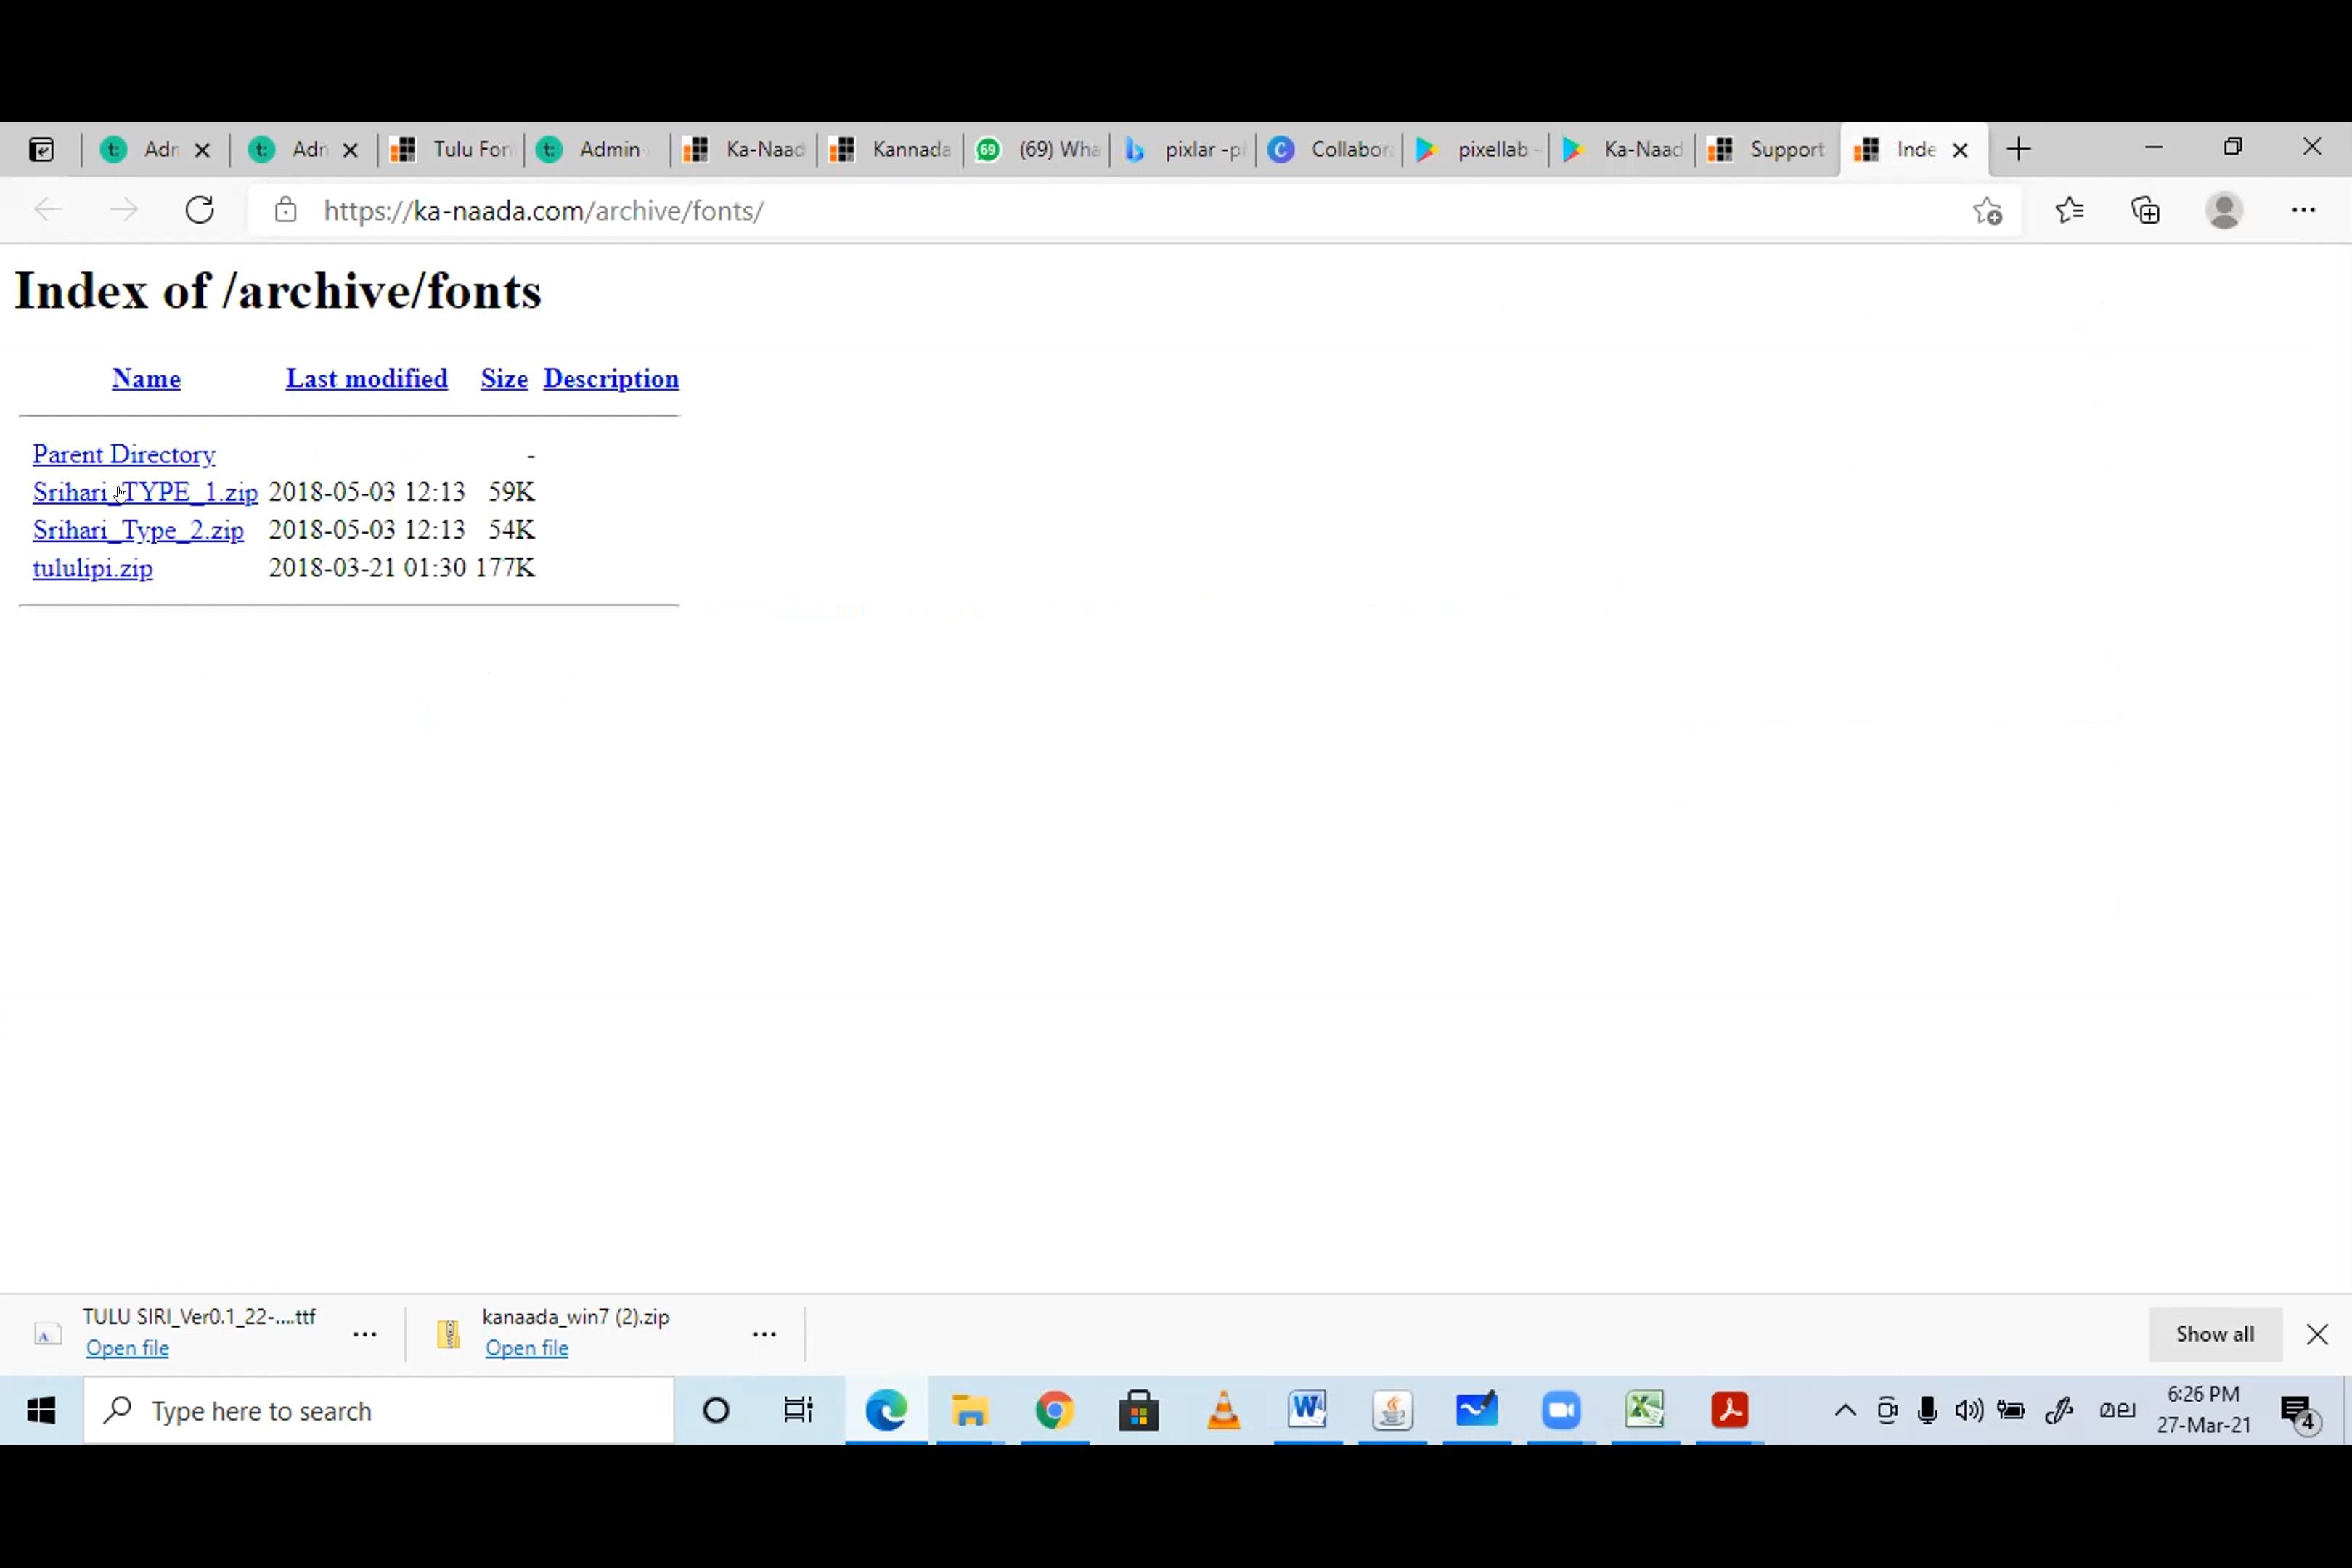 Adr Adr Tulu For Admin Ka-Naad Kannada (69) Wha pixlar -pl Collabor pixellab - Ka-Naad Support Inde
https://ka-naada.com/archive/fonts/
Index of /archive/fonts
Name Last modified Size Description
Parent Directory -
Srihari_TYPE_1.zip 2018-05-03 12:13 59K
Srihari_Type_2.zip 2018-05-03 12:13 54K
tululipi.zip 2018-03-21 01:30 177K
TULU SIRI_Ver0.1_22-....ttf
Open file
kanaada_win7 (2).zip
Open file
Show all
Type here to search
മല
6:26 PM
27-Mar-21
4